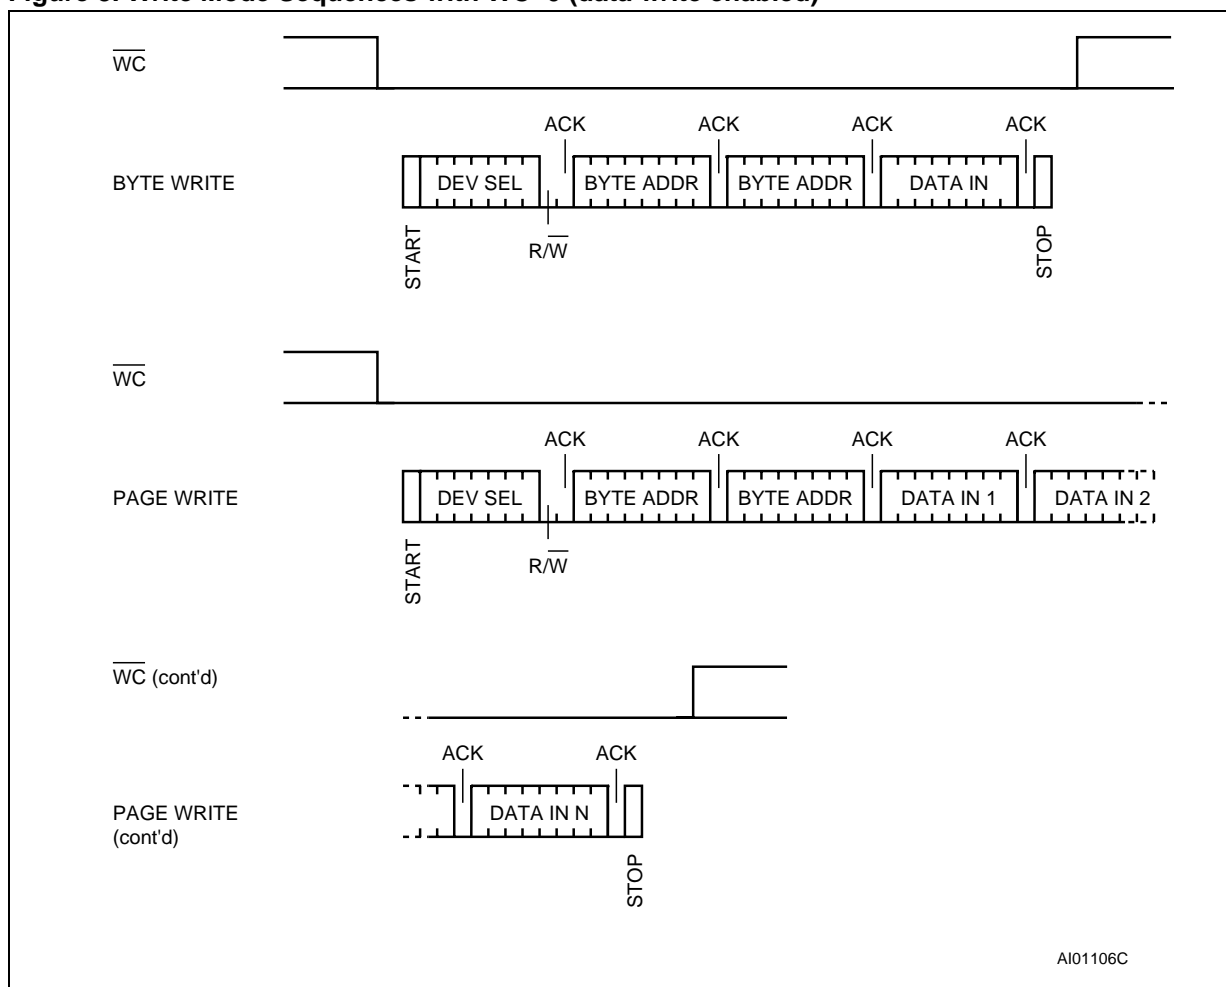 WC
ACK ACK ACK ACK
BYTE WRITE
DEV SEL BYTE ADDR BYTE ADDR DATA IN
R/W
START
STOP
WC
ACK ACK ACK ACK
PAGE WRITE
DEV SEL BYTE ADDR BYTE ADDR DATA IN 1 DATA IN 2
R/W
START
WC (cont'd)
ACK ACK
PAGE WRITE
(cont'd)
DATA IN N
STOP
AI01106C